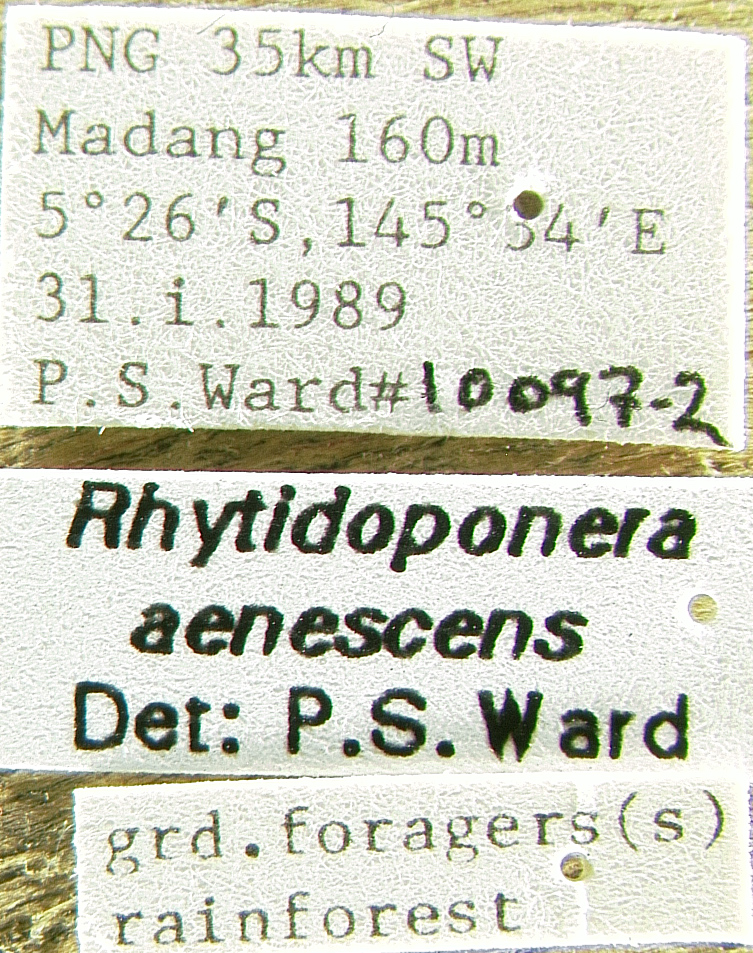 PNG 35km SW
Madang 160m
5°26'S,145°34'E
31.i.1989
P.S.Ward#10097-2
Rhytidoponera
aenescens
Det: P.S.Ward
grd.foragers(s)
rainforest